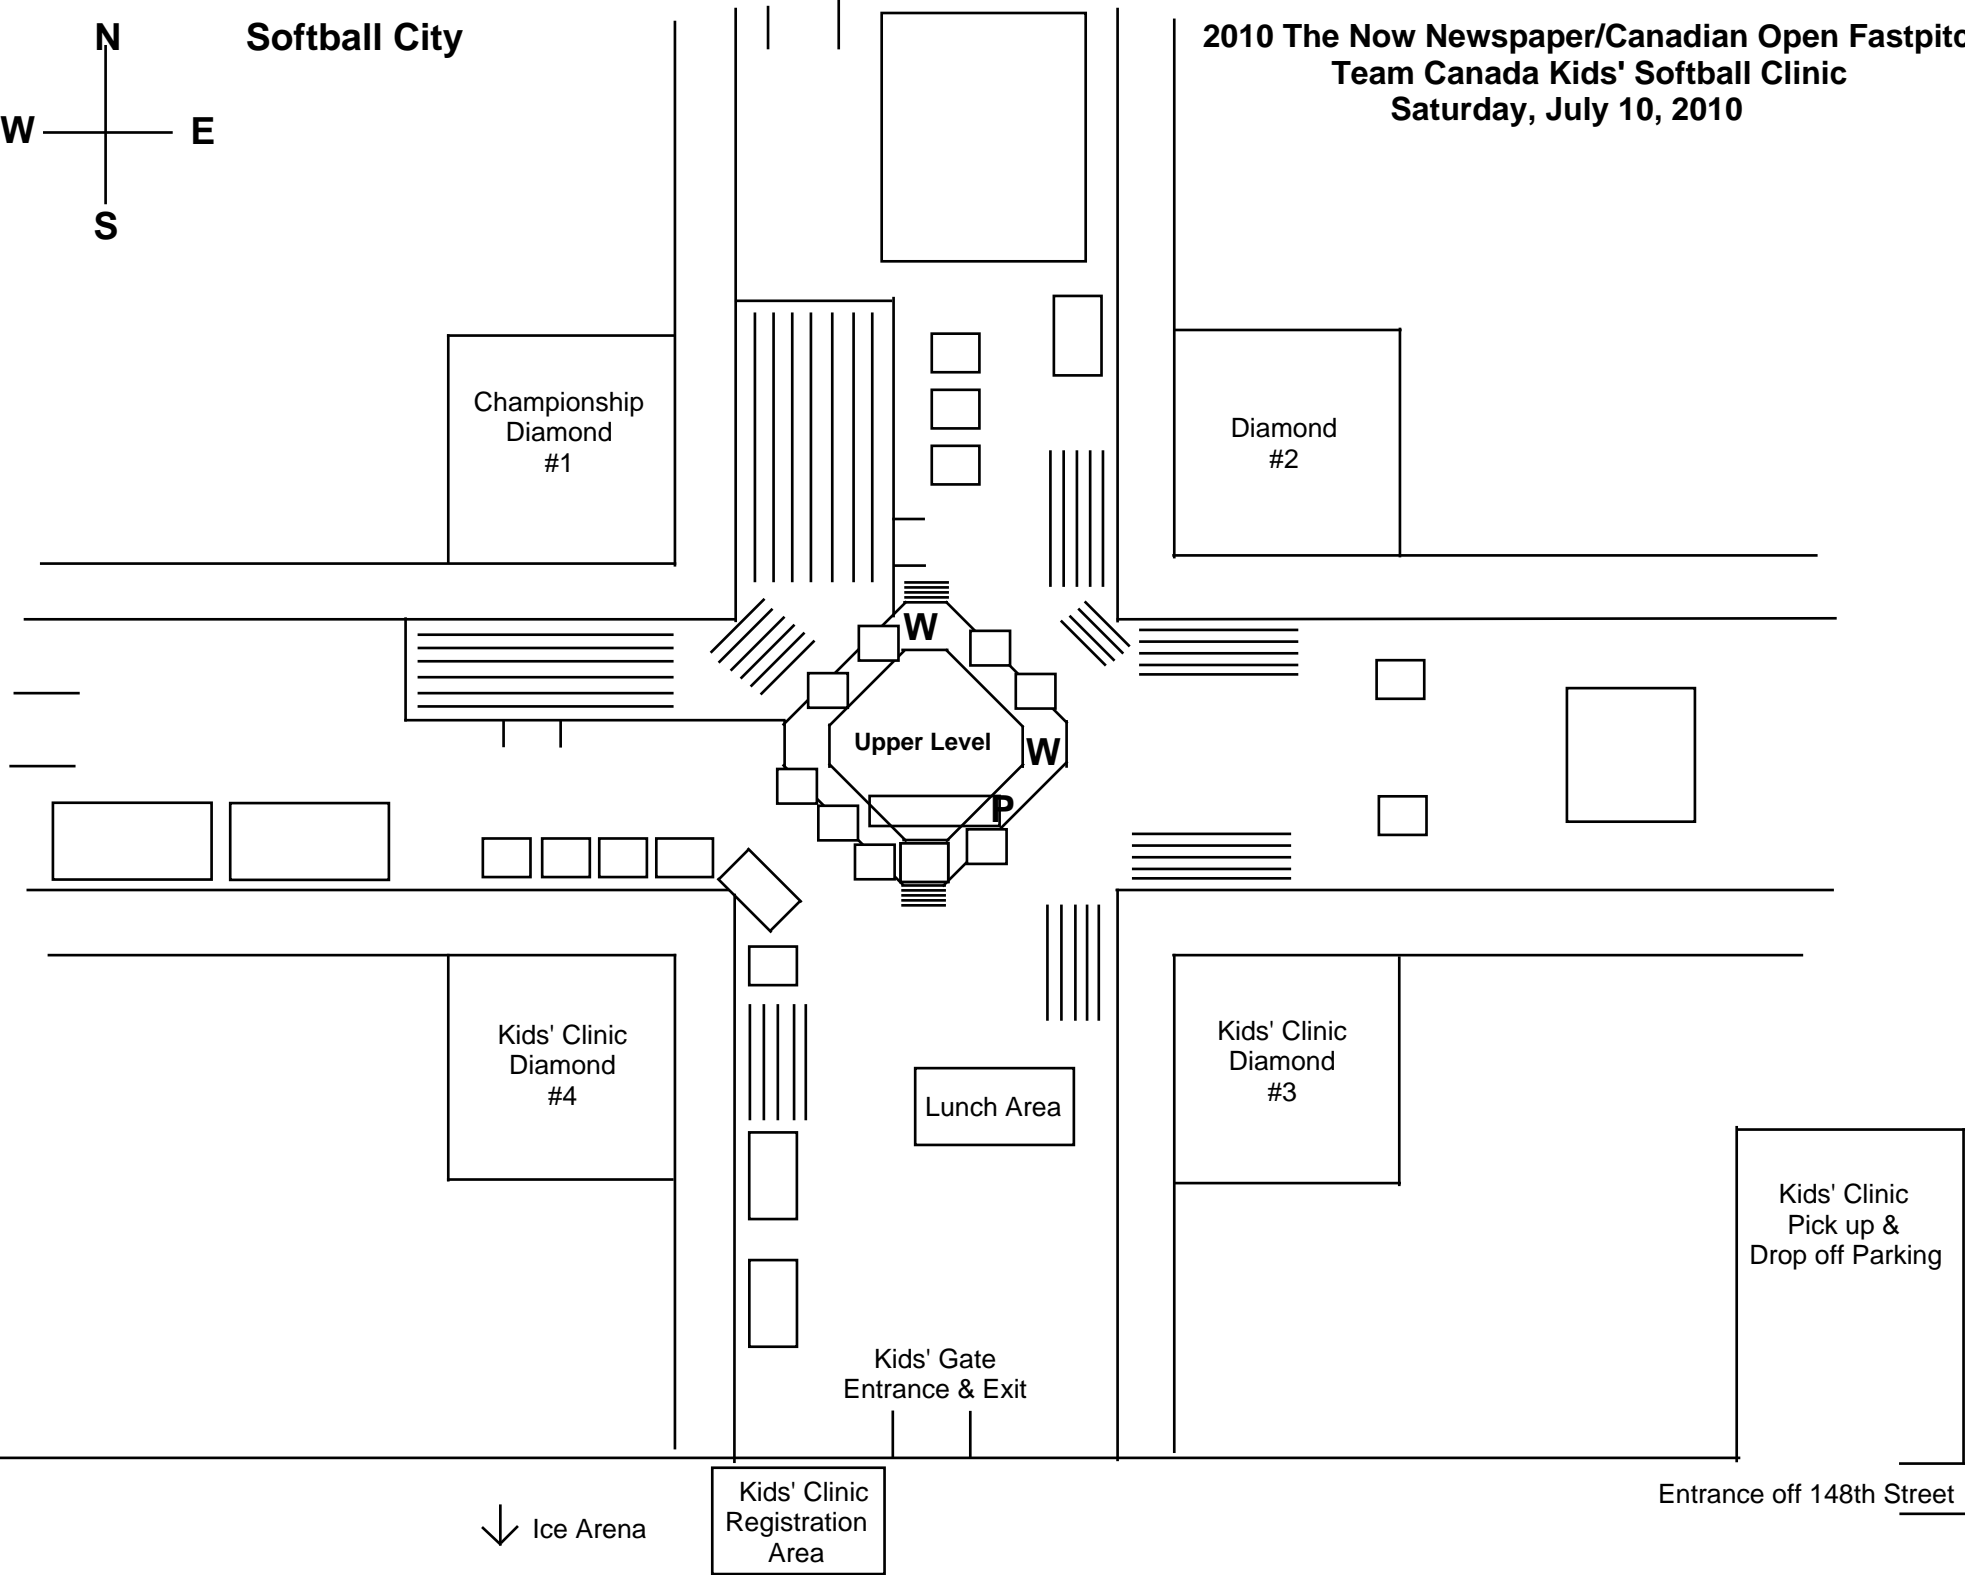 N
Softball City
W
E
S
2010 The Now Newspaper/Canadian Open Fastpitc
Team Canada Kids' Softball Clinic
Saturday, July 10, 2010
Championship
Diamond
#1
Diamond
#2
W
Upper Level
W
P
Kids' Clinic
Diamond
#4
Kids' Clinic
Diamond
#3
Lunch Area
Kids' Clinic
Pick up &
Drop off Parking
Kids' Gate
Entrance & Exit
Entrance off 148th Street
Ice Arena
Kids' Clinic
Registration
Area